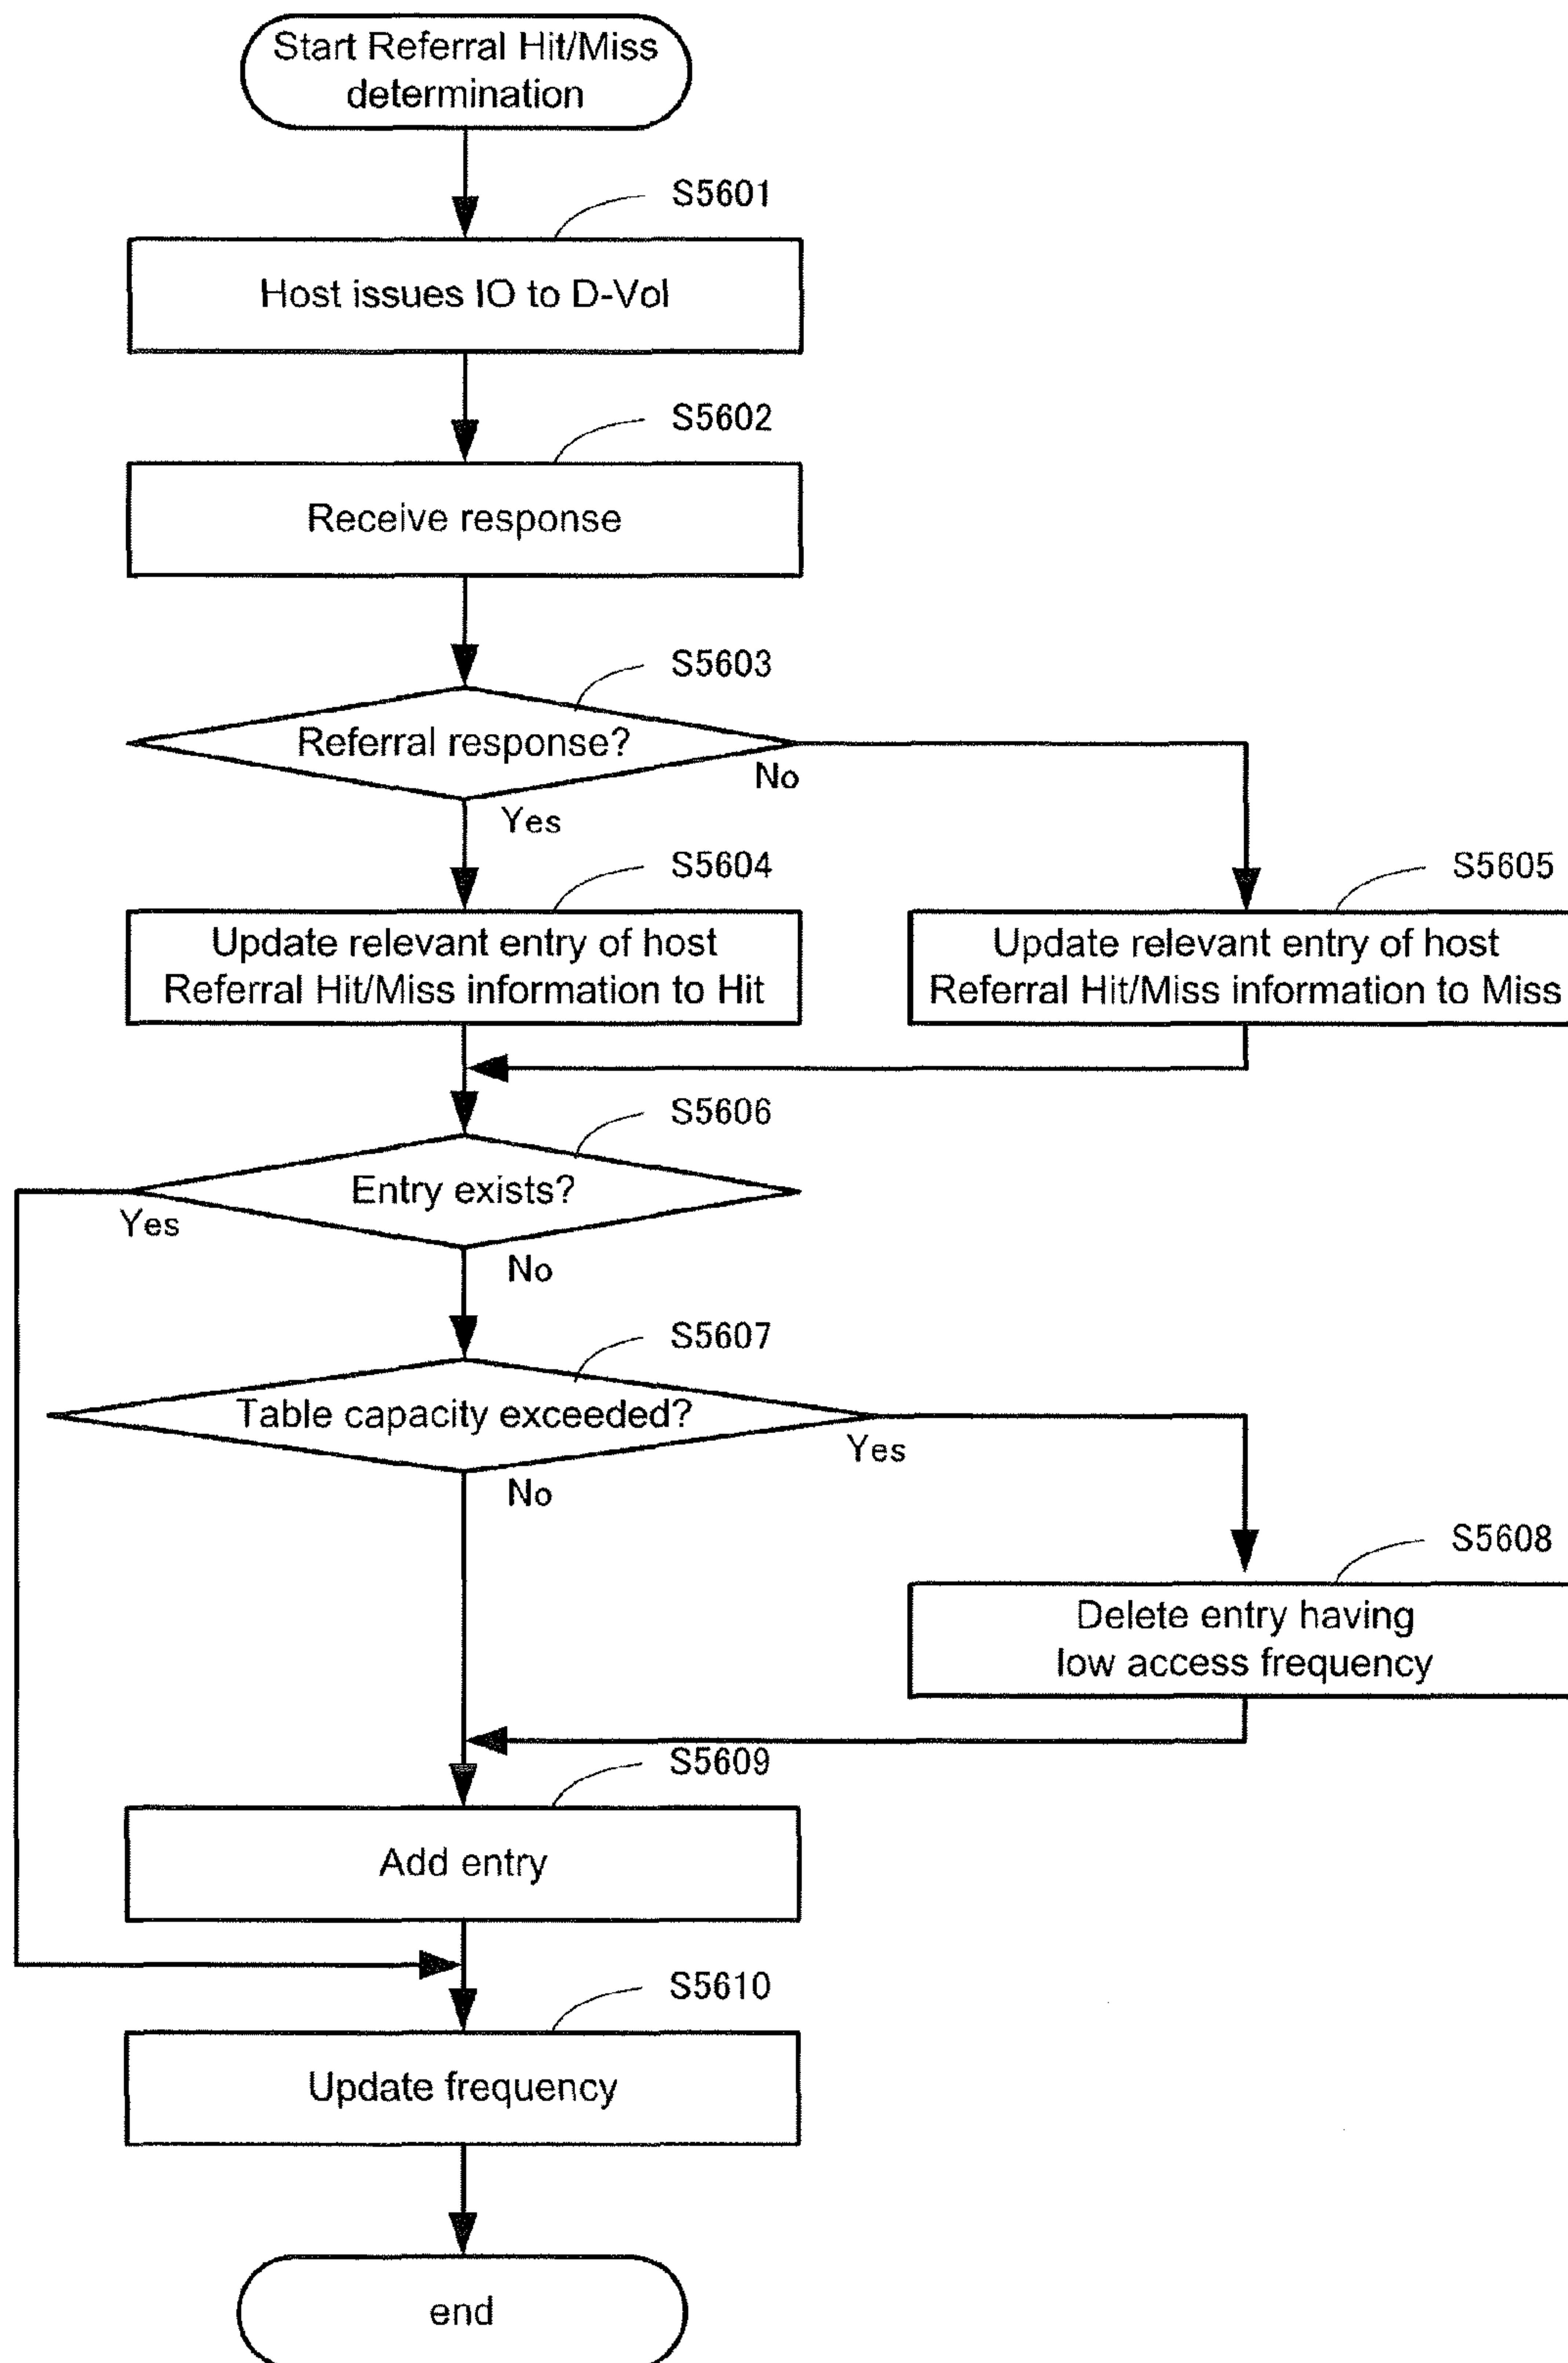 Start Referral Hit/Miss
determination
S5601
Host issues IO to D-Vol
S5602
Receive response
S5603
Referral response?
No
Yes
S5604
S5605
Update relevant entry of host
Referral Hit/Miss information to Hit
Update relevant entry of host
Referral Hit/Miss information to Miss
S5606
Entry exists?
Yes
No
S5607
Table capacity exceeded?
Yes
No
S5608
Delete entry having
low access frequency
S5609
Add entry
S5610
Update frequency
end